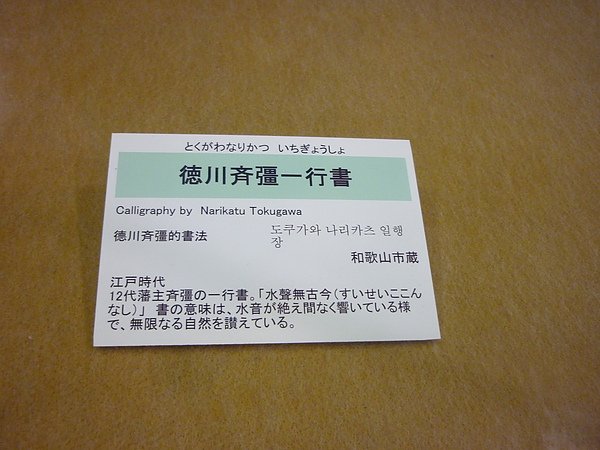 とくがわなりかつ いちぎょうしょ
徳川斉彊一行書
Calligraphy by Narikatu Tokugawa
徳川斉彊的書法
도쿠가와 나리카츠 일행
장
和歌山市蔵
江戸時代
12代藩主斉彊の一行書。「水聲無古今(すいせいここん
なし)」 書の意味は、水音が絶え間なく響いている様
で、無限なる自然を讃えている。